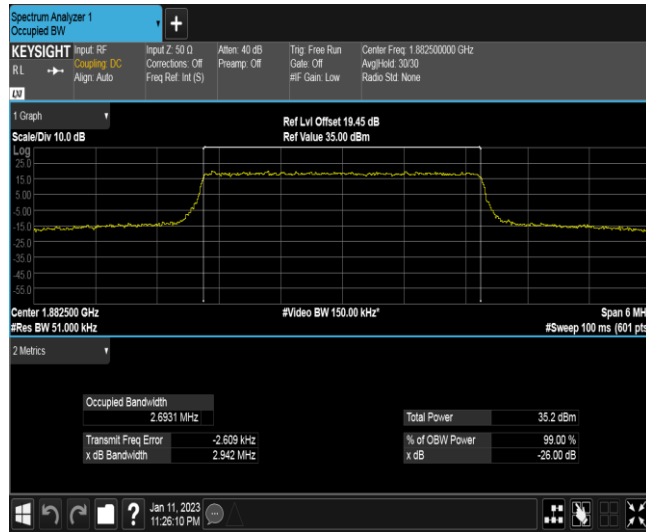 Spectrum Analyzer 1
Occupied BW
KEYSIGHT
RL
LXI
Input: RF
Coupling: DC
Align: Auto
Input Z: 50 Ω
Corrections: Off
Freq Ref: Int (S)
Atten: 40 dB
Preamp: Off
Trig: Free Run
Gate: Off
#IF Gain: Low
Center Freq: 1.882500000 GHz
Avg|Hold: 30/30
Radio Std: None
1 Graph
Scale/Div 10.0 dB
Ref Lvl Offset 19.45 dB
Ref Value 35.00 dBm
Log
25.0
15.0
5.00
-5.00
-15.0
-25.0
-35.0
-45.0
-55.0
Center 1.882500 GHz
#Video BW 150.00 kHz*
Span 6 MH
#Res BW 51.000 kHz
#Sweep 100 ms (601 pts
2 Metrics
Occupied Bandwidth
2.6931 MHz
Transmit Freq Error -2.609 kHz
x dB Bandwidth 2.942 MHz
Total Power 35.2 dBm
% of OBW Power 99.00 %
x dB -26.00 dB
?
Jan 11, 2023
11:26:10 PM